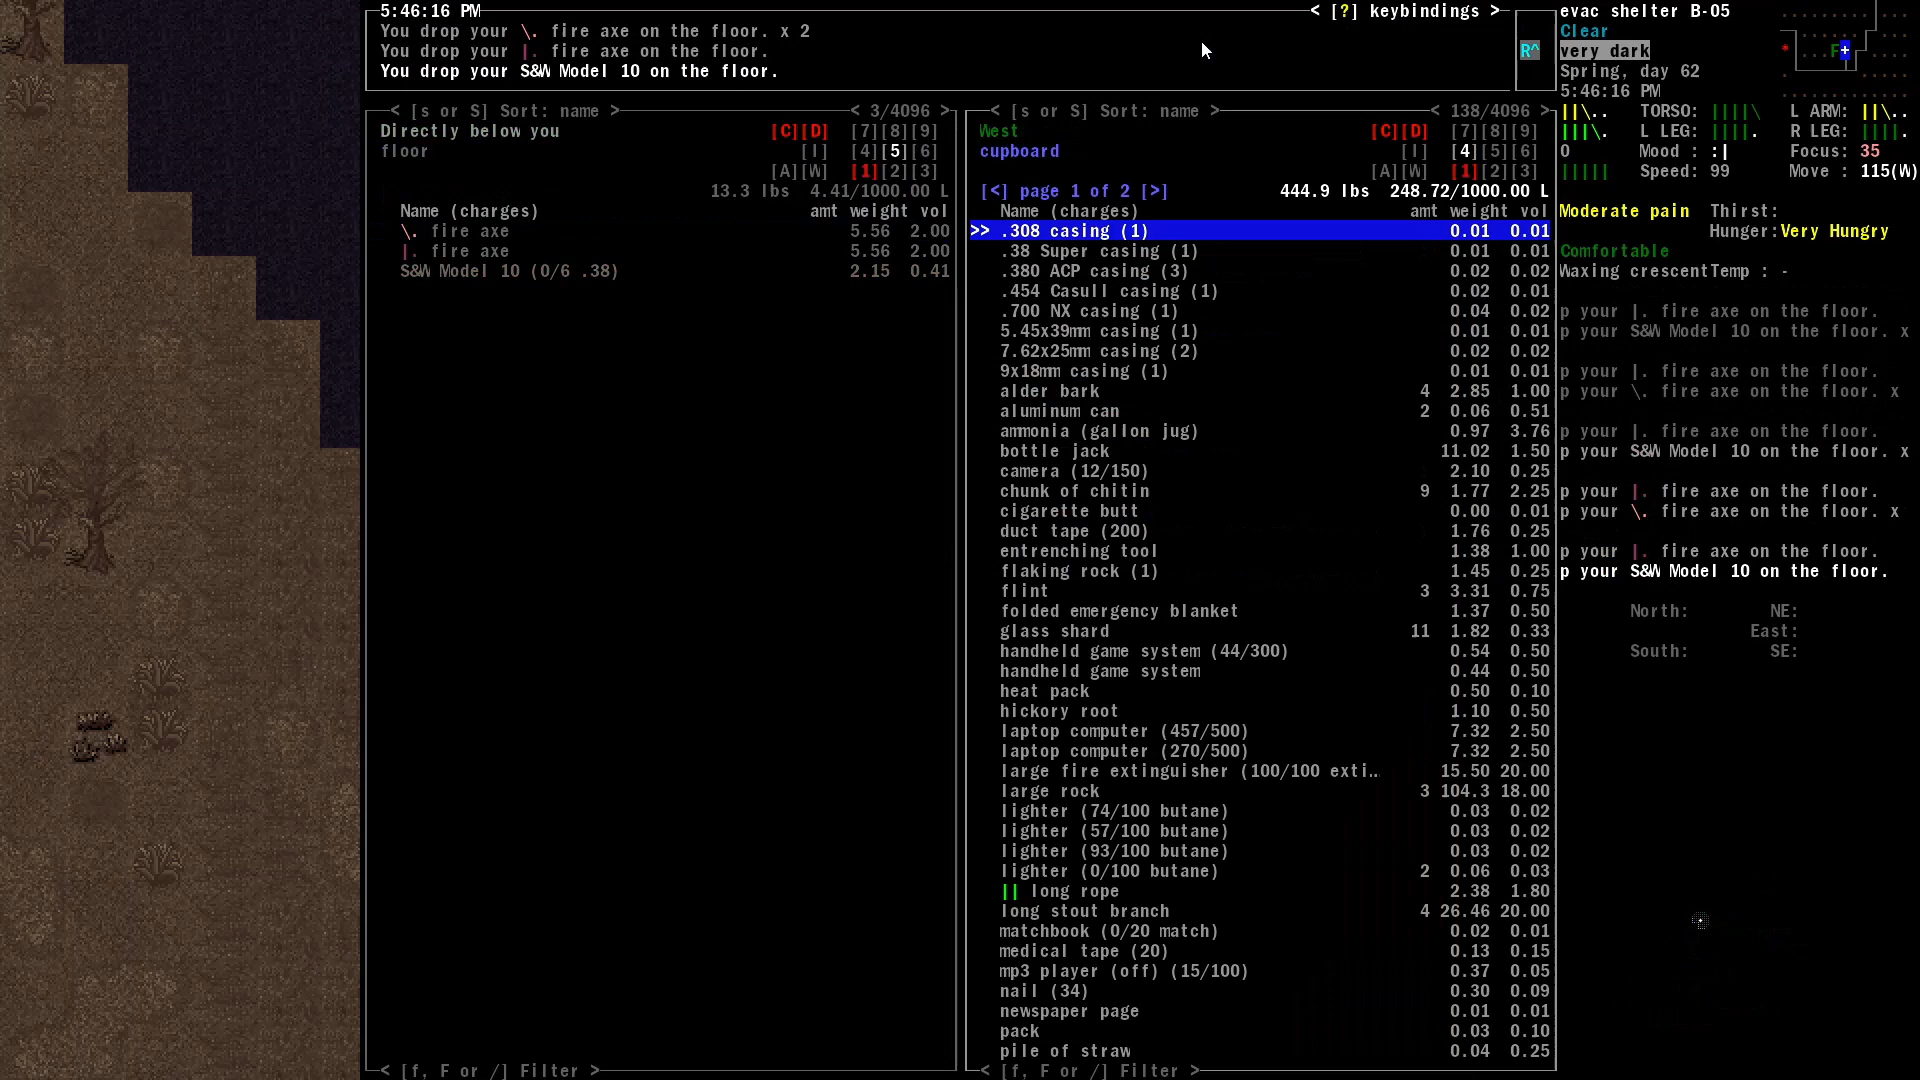 5:46:16 PM
< [?] keybindings >
You drop your \. fire axe on the floor. x 2
You drop your |. fire axe on the floor.
You drop your S&W Model 10 on the floor.
R^
< [s or S] Sort: name >
< 3/4096 >
Directly below you [C][D] [7][8][9]
floor [I] [4][5][6]
[A][W] [1][2][3]
13.3 lbs 4.41/1000.00 L
Name (charges) amt weight vol
\. fire axe 5.56 2.00
|. fire axe 5.56 2.00
S&W Model 10 (0/6 .38) 2.15 0.41
< [f, F or /] Filter >
< [s or S] Sort: name >
< 138/4096 >
West [C][D] [7][8][9]
cupboard [I] [4][5][6]
[A][W] [1][2][3]
[<] page 1 of 2 [>] 444.9 lbs 248.72/1000.00 L
Name (charges) amt weight vol
>> .308 casing (1) 0.01 0.01
.38 Super casing (1) 0.01 0.01
.380 ACP casing (3) 0.02 0.02
.454 Casull casing (1) 0.02 0.01
.700 NX casing (1) 0.04 0.02
5.45x39mm casing (1) 0.01 0.01
7.62x25mm casing (2) 0.02 0.02
9x18mm casing (1) 0.01 0.01
alder bark 4 2.85 1.00
aluminum can 2 0.06 0.51
ammonia (gallon jug) 0.97 3.76
bottle jack 11.02 1.50
camera (12/150) 2.10 0.25
chunk of chitin 9 1.77 2.25
cigarette butt 0.00 0.01
duct tape (200) 1.76 0.25
entrenching tool 1.38 1.00
flaking rock (1) 1.45 0.25
flint 3 3.31 0.75
folded emergency blanket 1.37 0.50
glass shard 11 1.82 0.33
handheld game system (44/300) 0.54 0.50
handheld game system 0.44 0.50
heat pack 0.50 0.10
hickory root 1.10 0.50
laptop computer (457/500) 7.32 2.50
laptop computer (270/500) 7.32 2.50
large fire extinguisher (100/100 exti… 15.50 20.00
large rock 3 104.3 18.00
lighter (74/100 butane) 0.03 0.02
lighter (57/100 butane) 0.03 0.02
lighter (93/100 butane) 0.03 0.02
lighter (0/100 butane) 2 0.06 0.03
|| long rope 2.38 1.80
long stout branch 4 26.46 20.00
matchbook (0/20 match) 0.02 0.01
medical tape (20) 0.13 0.15
mp3 player (off) (15/100) 0.37 0.05
nail (34) 0.30 0.09
newspaper page 0.01 0.01
pack 0.03 0.10
pile of straw 0.04 0.25
< [f, F or /] Filter >
evac shelter B-05
Clear
very dark
Spring, day 62
5:46:16 PM
||\.. TORSO: ||||\ L ARM: ||\..
|||\. L LEG: ||||. R LEG: ||||.
0 Mood : :| Focus: 35
||||| Speed: 99 Move : 115(W)
Moderate pain Thirst:
Hunger:Very Hungry
Comfortable
Waxing crescentTemp : -
p your |. fire axe on the floor.
p your S&W Model 10 on the floor. x
p your |. fire axe on the floor.
p your \. fire axe on the floor. x
p your |. fire axe on the floor.
p your S&W Model 10 on the floor. x
p your |. fire axe on the floor.
p your \. fire axe on the floor. x
p your |. fire axe on the floor.
p your S&W Model 10 on the floor.
North: NE:
East:
South: SE: